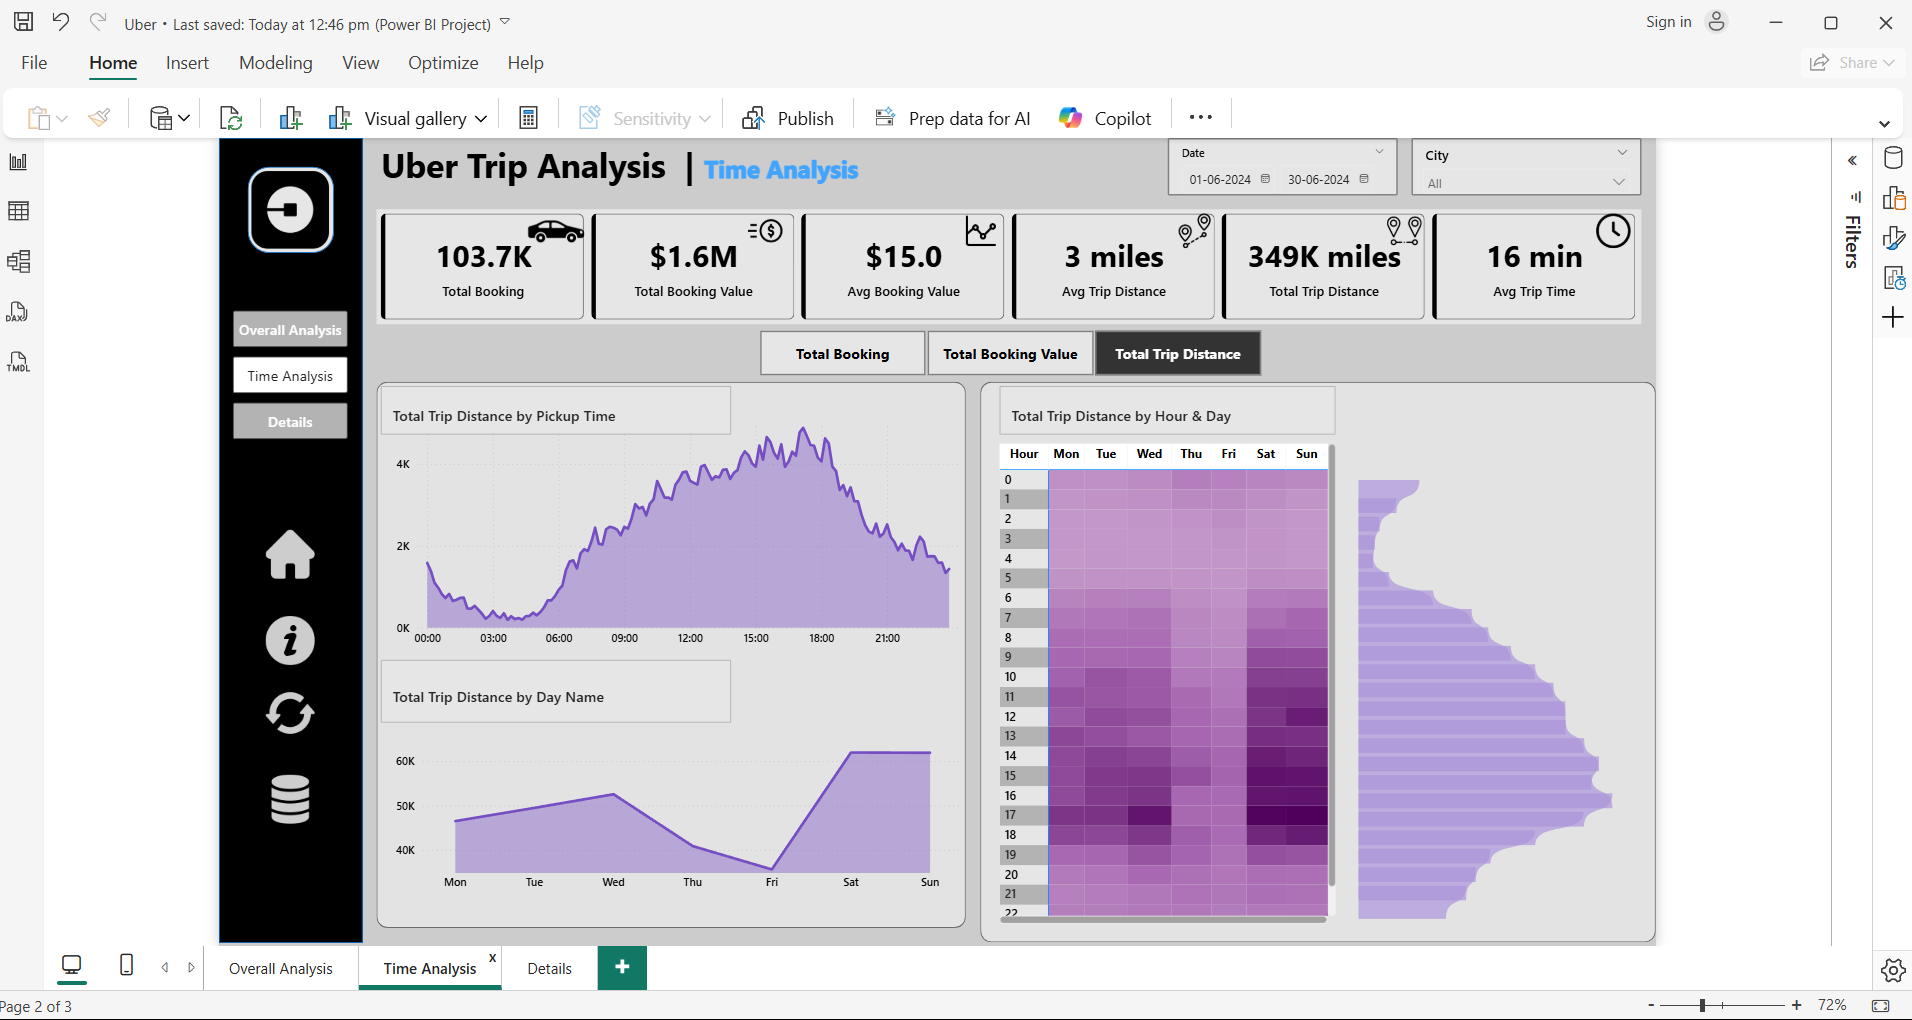 Uber • Last saved: Today at 12:46 pm (Power BI Project)
Sign in
File Home Insert Modeling View Optimize Help
Share
Visual gallery
Sensitivity
Publish
Prep data for AI
Copilot
DAX
TMDL
Uber Trip Analysis | Time Analysis
Date
01-06-2024 30-06-2024
City
All
Filters
103.7K
Total Booking
$1.6M
Total Booking Value
$15.0
Avg Booking Value
3 miles
Avg Trip Distance
349K miles
Total Trip Distance
16 min
Avg Trip Time
Overall Analysis
Time Analysis
Details
Total Booking
Total Booking Value
Total Trip Distance
Total Trip Distance by Pickup Time
4K
2K
0K
00:00 03:00 06:00 09:00 12:00 15:00 18:00 21:00
Total Trip Distance by Day Name
60K
50K
40K
Mon Tue Wed Thu Fri Sat Sun
Total Trip Distance by Hour & Day
Hour Mon Tue Wed Thu Fri Sat Sun
0
1
2
3
4
5
6
7
8
9
10
11
12
13
14
15
16
17
18
19
20
21
22
Overall Analysis
Time Analysis x
Details
+
Page 2 of 3
- + 72%